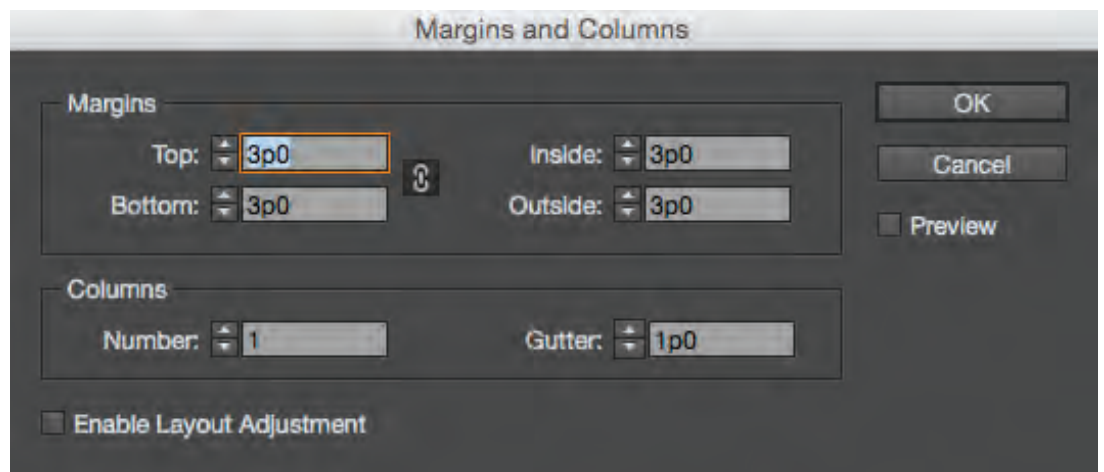 Margins and Columns
Margins
OK
Top: 3p0
Inside: 3p0
Cancel
Bottom: 3p0
Outside: 3p0
Preview
Columns
Number: 1
Gutter: 1p0
Enable Layout Adjustment